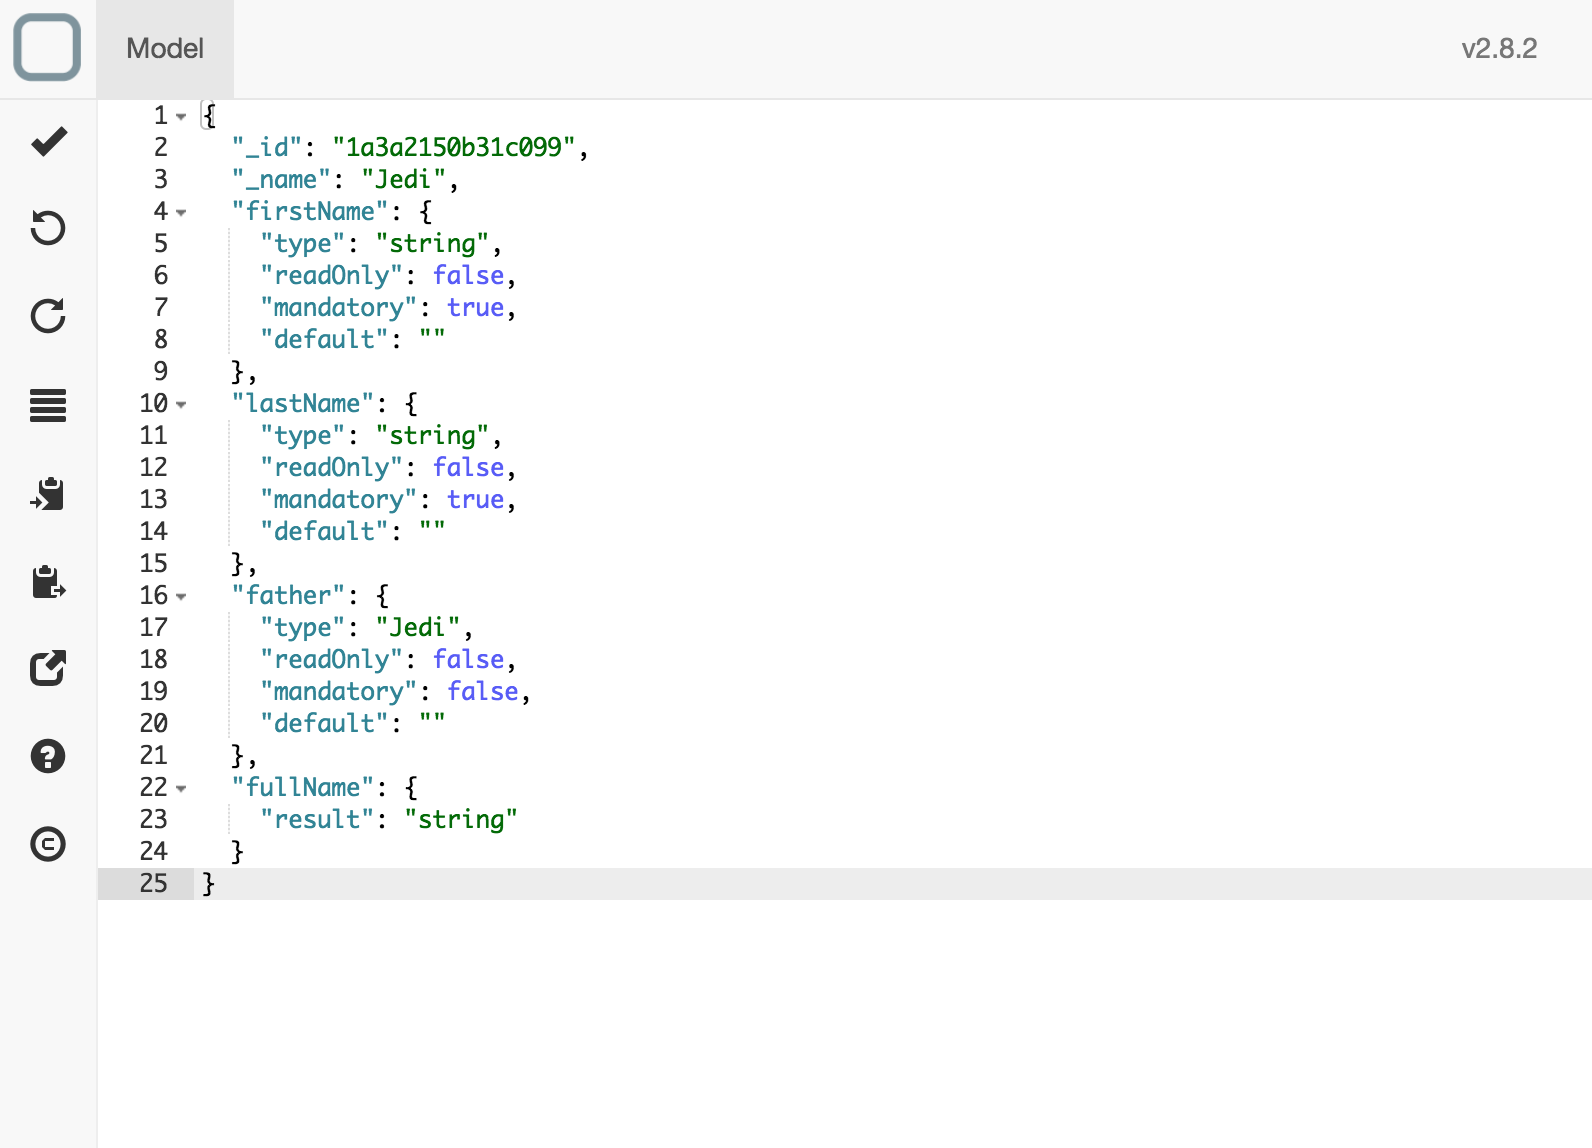 Model
v2.8.2
1 {
2 "_id": "1a3a2150b31c099",
3 "_name": "Jedi",
4 "firstName": {
5 "type": "string",
6 "readOnly": false,
7 "mandatory": true,
8 "default": ""
9 },
10 "lastName": {
11 "type": "string",
12 "readOnly": false,
13 "mandatory": true,
14 "default": ""
15 },
16 "father": {
17 "type": "Jedi",
18 "readOnly": false,
19 "mandatory": false,
20 "default": ""
21 },
22 "fullName": {
23 "result": "string"
24 }
25 }